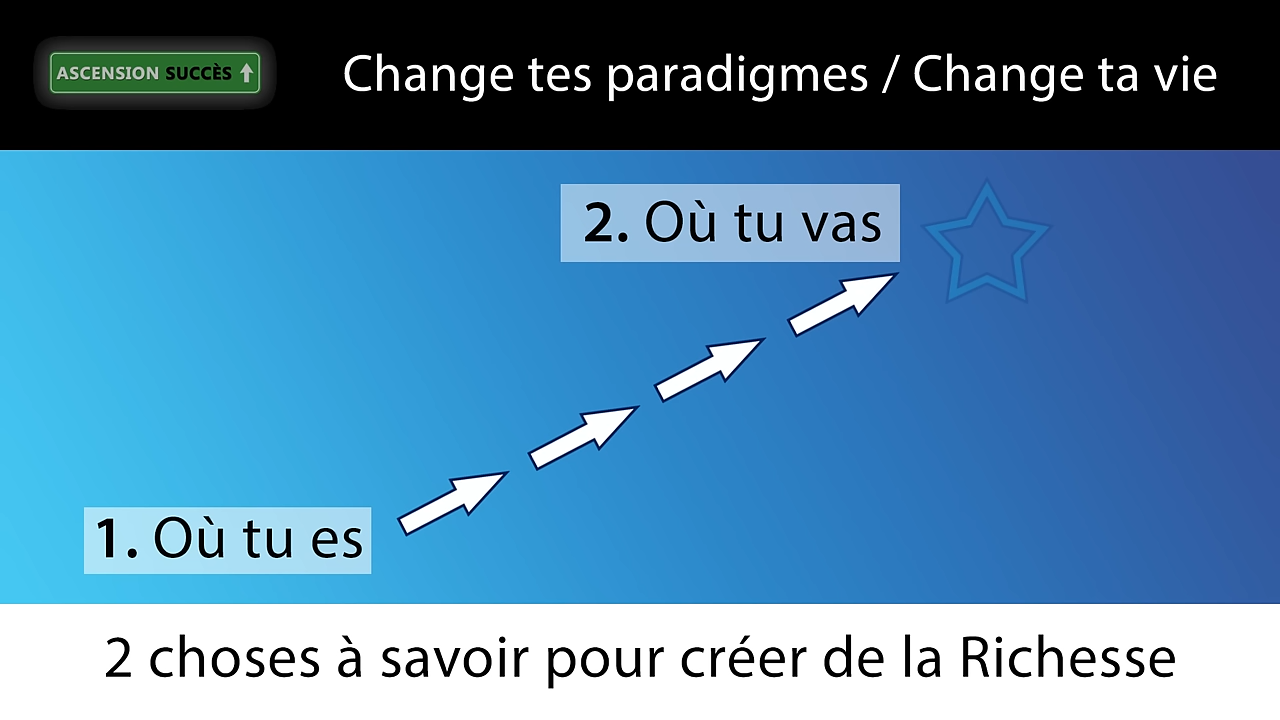 ASCENSION SUCCÈS
Change tes paradigmes / Change ta vie
2. Où tu vas
1. Où tu es
2 choses à savoir pour créer de la Richesse